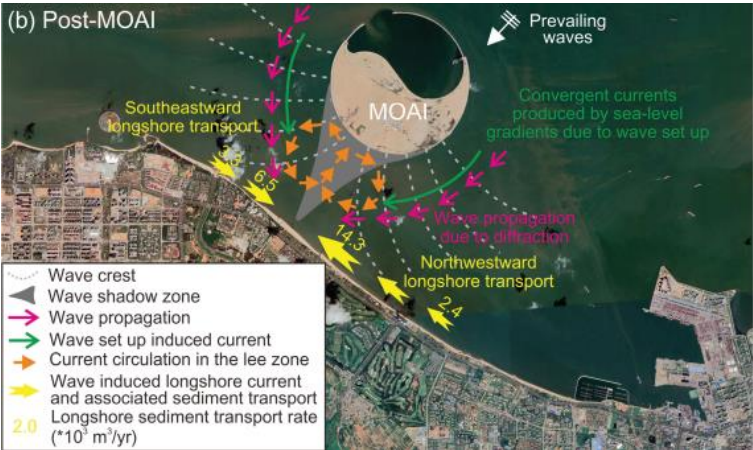 (b) Post-MOAI
Prevailing
waves
MOAI
Southeastward
longshore transport
Convergent currents
produced by sea-level
gradients due to wave set up
6.5
Wave propagation
due to diffraction
14.3
Northwestward
longshore transport
2.4
Wave crest
Wave shadow zone
Wave propagation
Wave set up induced current
Current circulation in the lee zone
Wave induced longshore current
and associated sediment transport
2.0 Longshore sediment transport rate
(*10³ m³/yr)